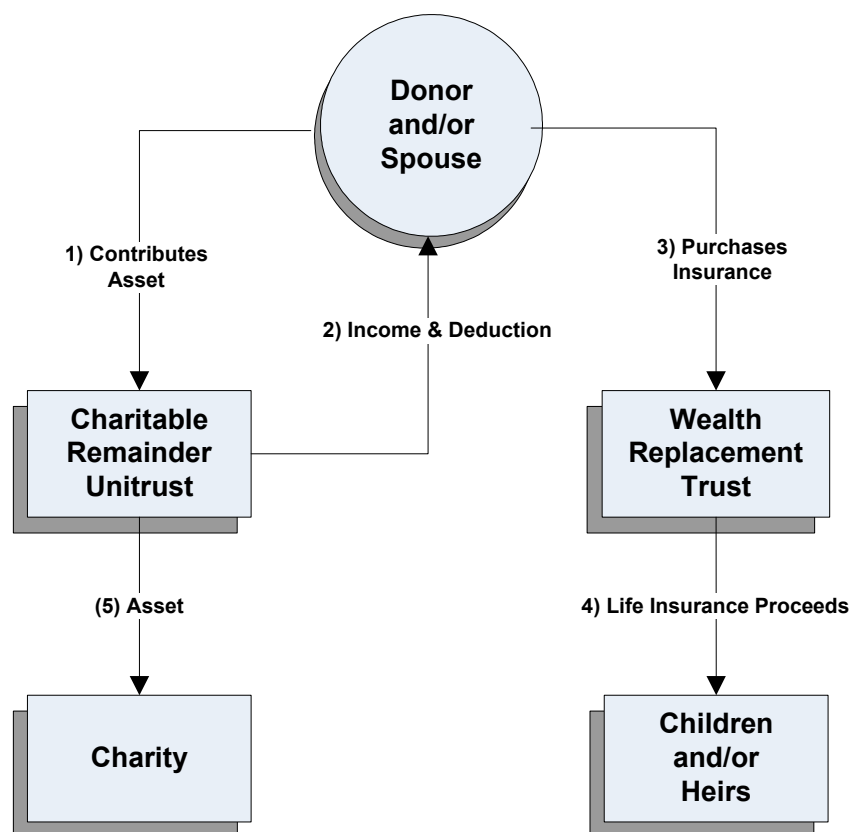 Donor
and/or
Spouse
1) Contributes
Asset
3) Purchases
Insurance
2) Income & Deduction
Charitable
Remainder
Unitrust
Wealth
Replacement
Trust
(5) Asset
4) Life Insurance Proceeds
Charity
Children
and/or
Heirs